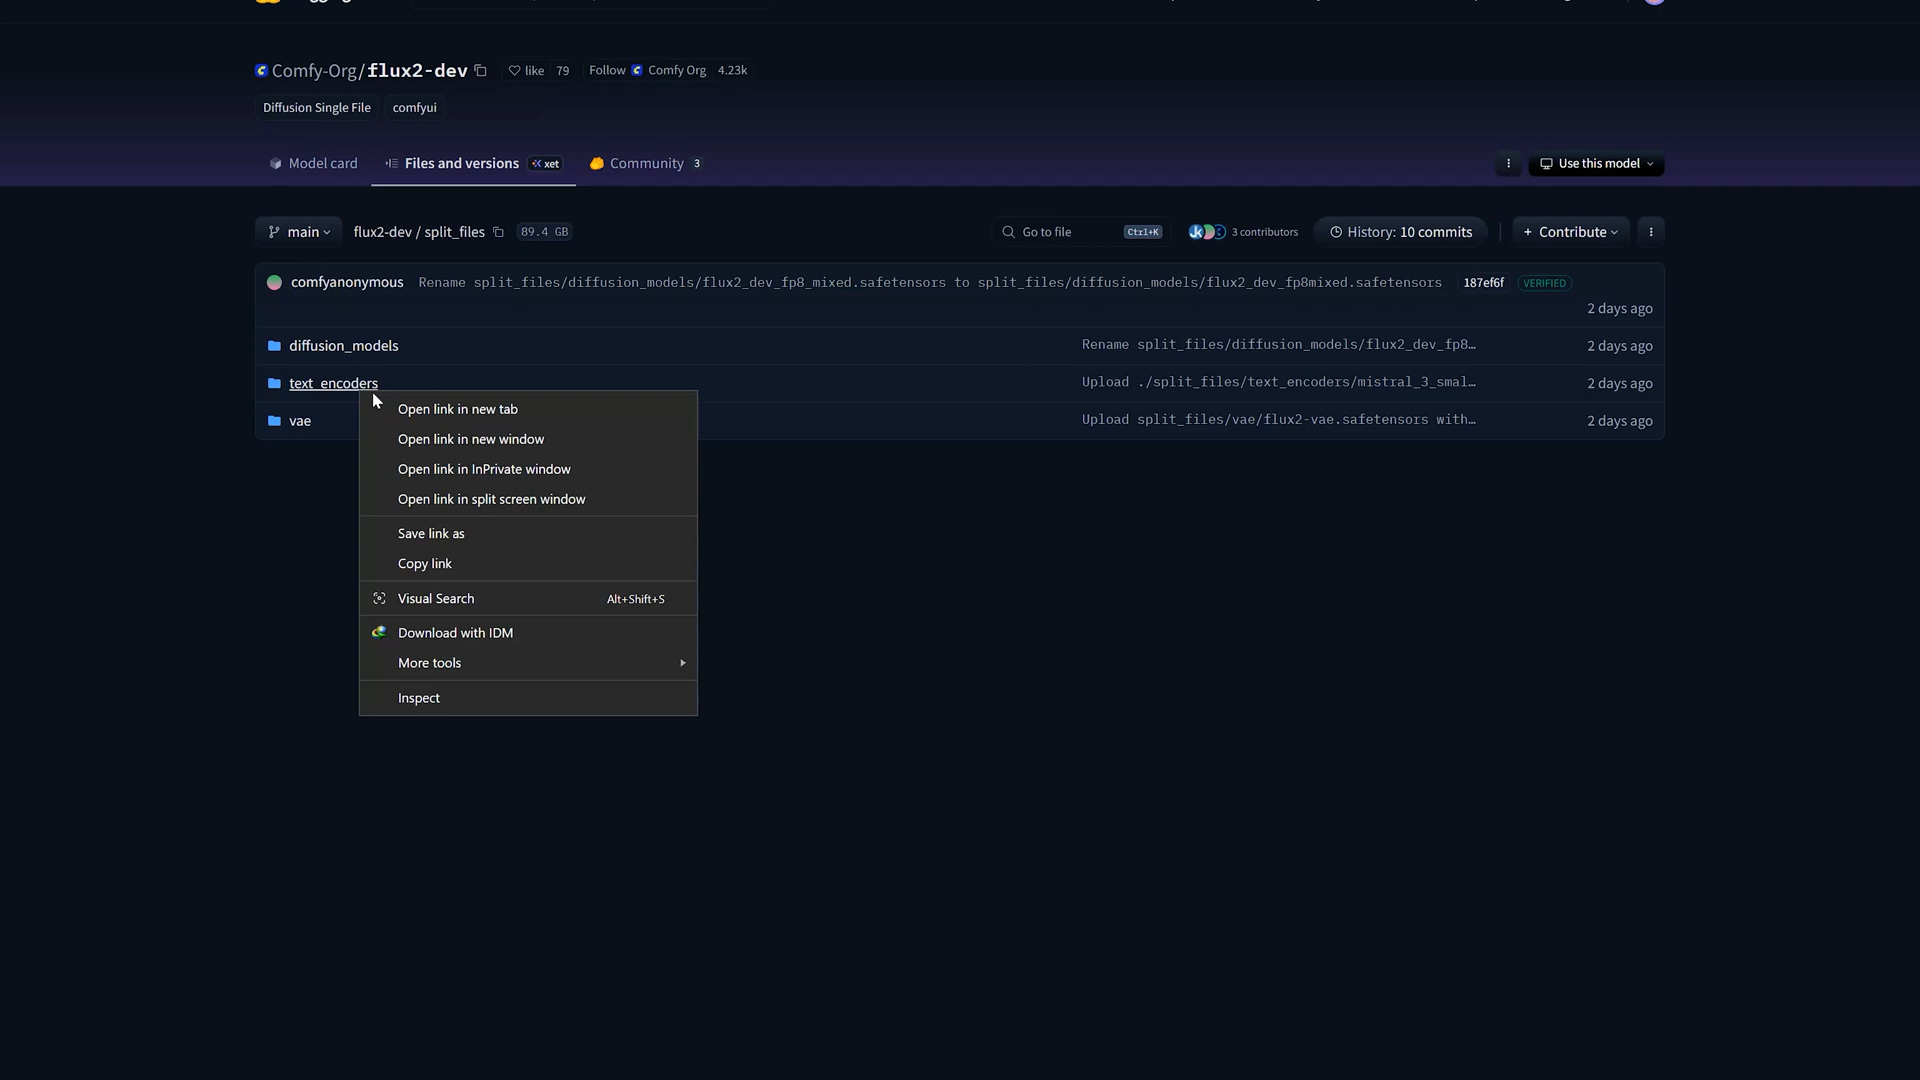 Comfy-Org/flux2-dev like 79 Follow Comfy Org 4.23k
Diffusion Single File comfyui
Model card Files and versions xet Community 3 Use this model
main flux2-dev / split_files 89.4 GB Go to file Ctrl+K 3 contributors History: 10 commits + Contribute
comfyanonymous Rename split_files/diffusion_models/flux2_dev_fp8_mixed.safetensors to split_files/diffusion_models/flux2_dev_fp8mixed.safetensors 187ef6f VERIFIED
2 days ago
diffusion_models Rename split_files/diffusion_models/flux2_dev_fp8… 2 days ago
text_encoders Upload ./split_files/text_encoders/mistral_3_smal… 2 days ago
vae Upload split_files/vae/flux2-vae.safetensors with… 2 days ago
Open link in new tab
Open link in new window
Open link in InPrivate window
Open link in split screen window
Save link as
Copy link
Visual Search Alt+Shift+S
Download with IDM
More tools
Inspect